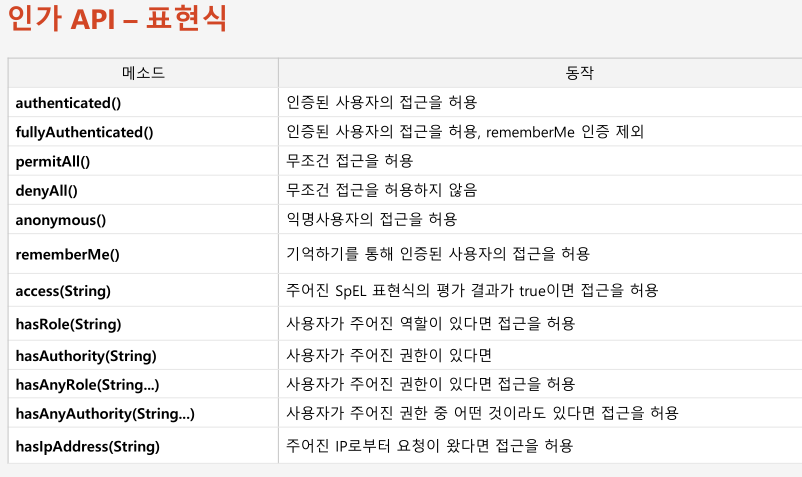 인가 API – 표현식
메소드 동작
authenticated() 인증된 사용자의 접근을 허용
fullyAuthenticated() 인증된 사용자의 접근을 허용, rememberMe 인증 제외
permitAll() 무조건 접근을 허용
denyAll() 무조건 접근을 허용하지 않음
anonymous() 익명사용자의 접근을 허용
rememberMe() 기억하기를 통해 인증된 사용자의 접근을 허용
access(String) 주어진 SpEL 표현식의 평가 결과가 true이면 접근을 허용
hasRole(String) 사용자가 주어진 역할이 있다면 접근을 허용
hasAuthority(String) 사용자가 주어진 권한이 있다면
hasAnyRole(String...) 사용자가 주어진 권한이 있다면 접근을 허용
hasAnyAuthority(String...) 사용자가 주어진 권한 중 어떤 것이라도 있다면 접근을 허용
hasIpAddress(String) 주어진 IP로부터 요청이 왔다면 접근을 허용